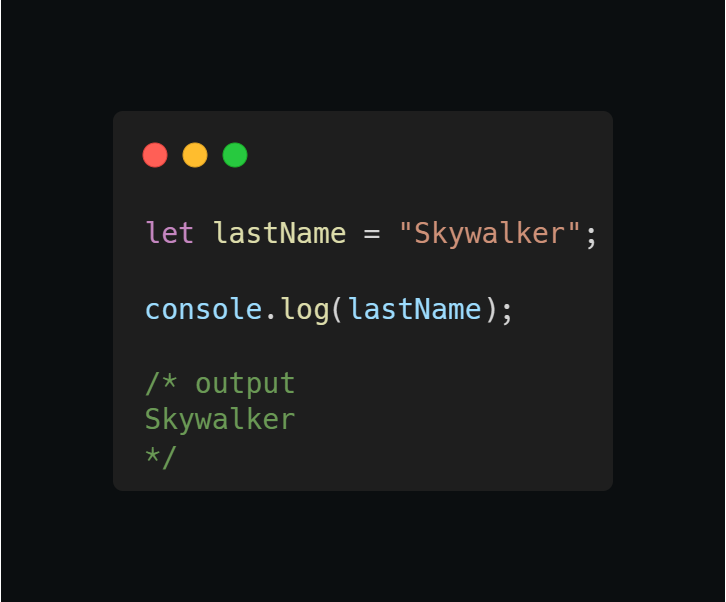 let lastName = "Skywalker";
console.log(lastName);
/* output
Skywalker
*/